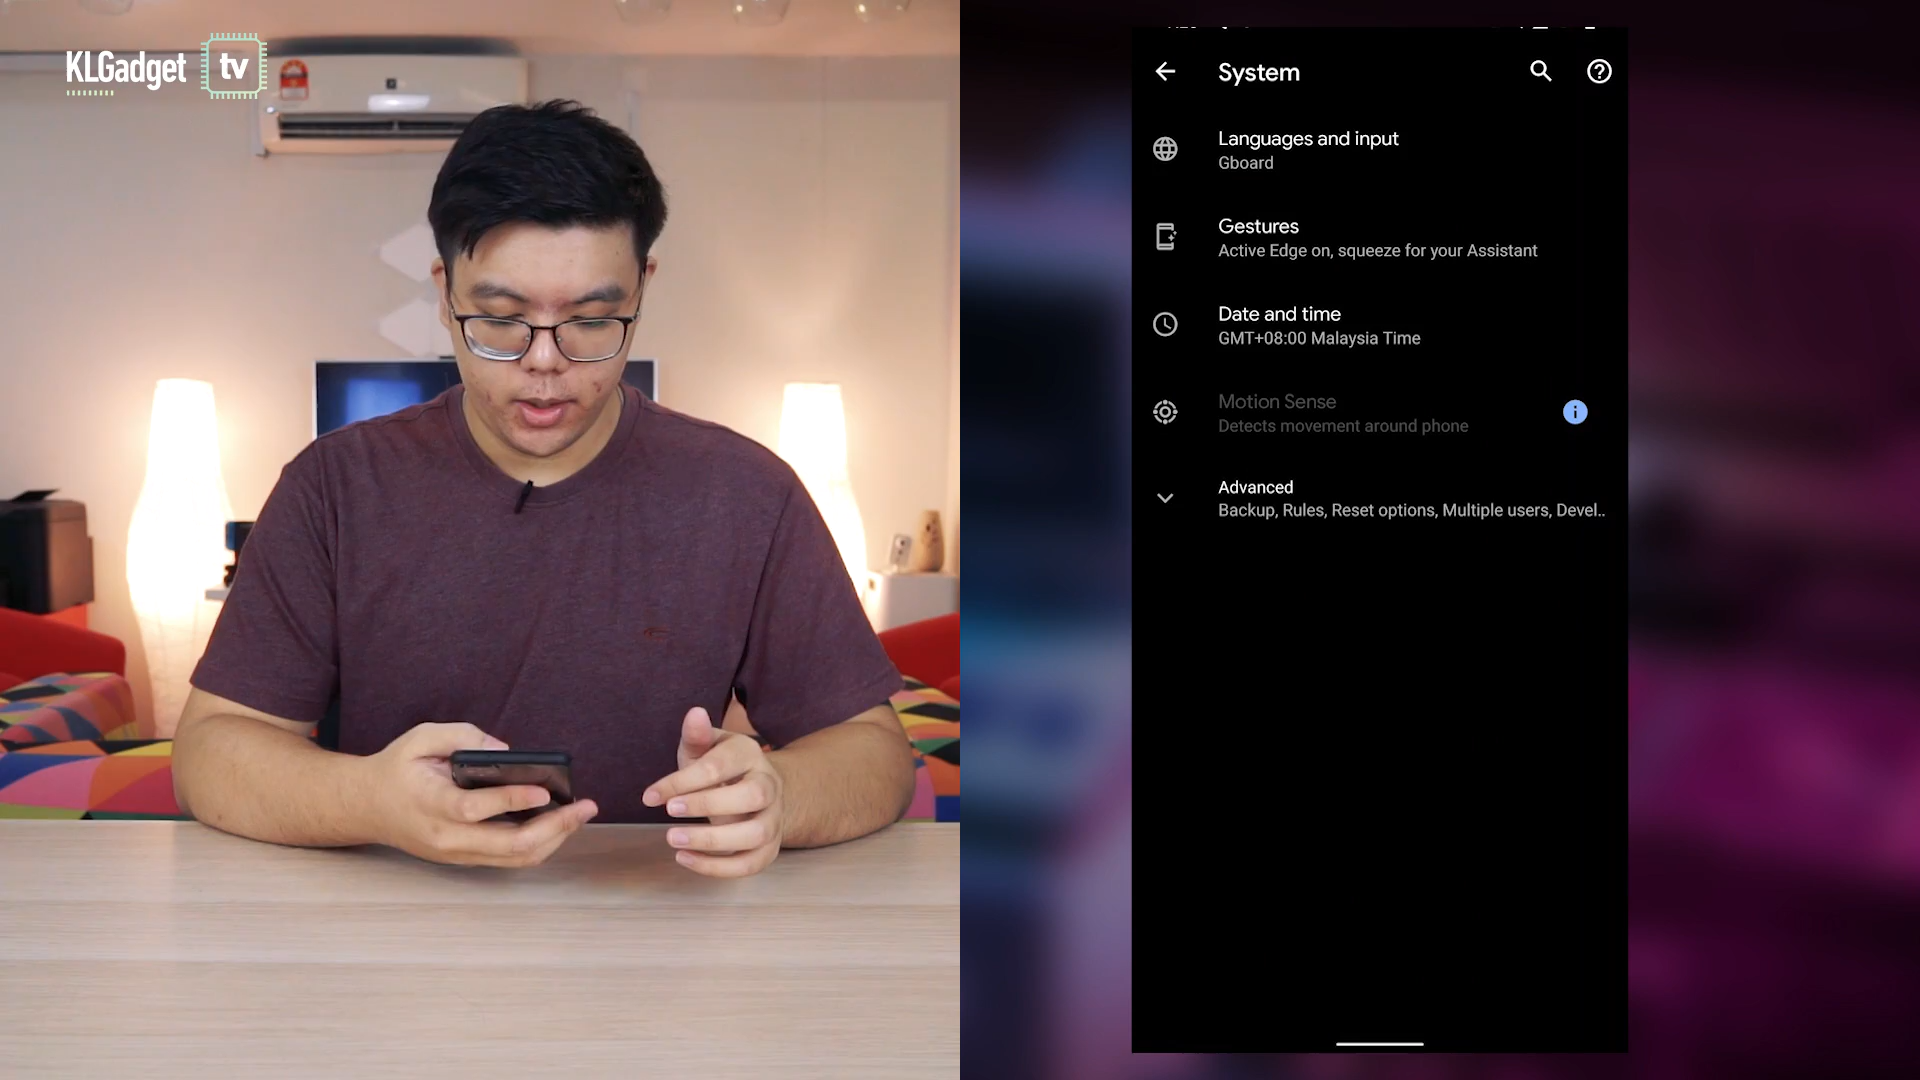 KLGadget tv
System
Languages and input
Gboard
Gestures
Active Edge on, squeeze for your Assistant
Date and time
GMT+08:00 Malaysia Time
Motion Sense
Detects movement around phone
Advanced
Backup, Rules, Reset options, Multiple users, Devel..